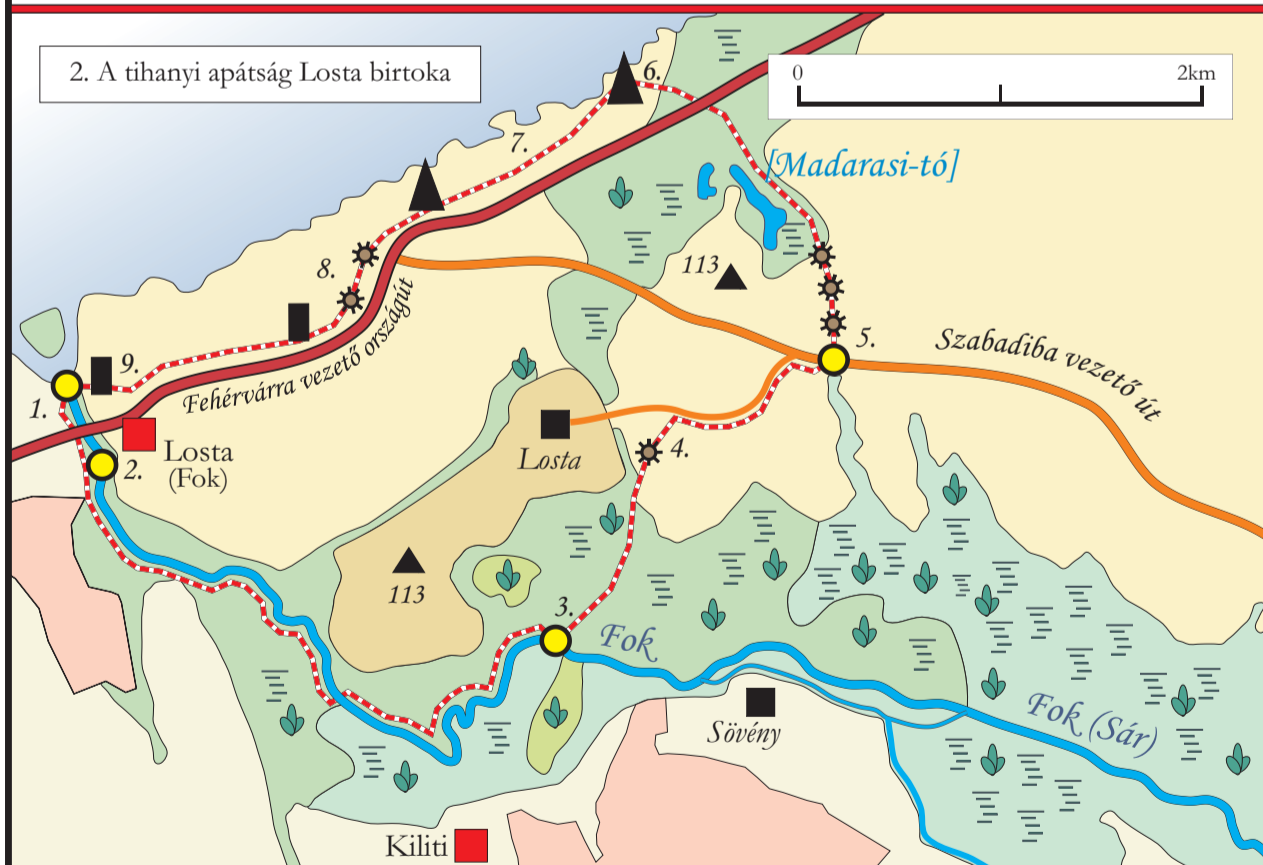 2. A tihanyi apátság Losta birtoka
0 2km
6.
7.
[Madarasi-tó]
8.
113
Fehérvárra vezető országút
5.
Szabadiba vezető út
9.
1.
Losta
(Fok)
2.
Losta
4.
113
3.
Fok
Fok (Sár)
Sövény
Kiliti